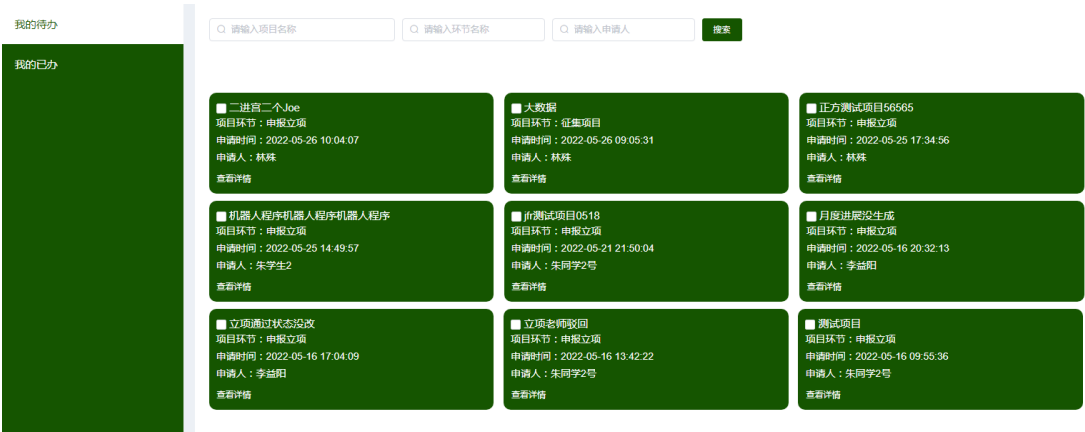 我的待办
我的已办
请输入项目名称
请输入环节名称
请输入申请人
搜索
二进宫二个Joe
项目环节：申报立项
申请时间：2022-05-26 10:04:07
申请人：林殊
查看详情
大数据
项目环节：征集项目
申请时间：2022-05-26 09:05:31
申请人：林殊
查看详情
正方测试项目56565
项目环节：申报立项
申请时间：2022-05-25 17:34:56
申请人：林殊
查看详情
机器人程序机器人程序机器人程序
项目环节：申报立项
申请时间：2022-05-25 14:49:57
申请人：朱学生2
查看详情
jfr测试项目0518
项目环节：申报立项
申请时间：2022-05-21 21:50:04
申请人：朱同学2号
查看详情
月度进展没生成
项目环节：申报立项
申请时间：2022-05-16 20:32:13
申请人：李益阳
查看详情
立项通过状态没改
项目环节：申报立项
申请时间：2022-05-16 17:04:09
申请人：李益阳
查看详情
立项老师驳回
项目环节：申报立项
申请时间：2022-05-16 13:42:22
申请人：朱同学2号
查看详情
测试项目
项目环节：申报立项
申请时间：2022-05-16 09:55:36
申请人：朱同学2号
查看详情